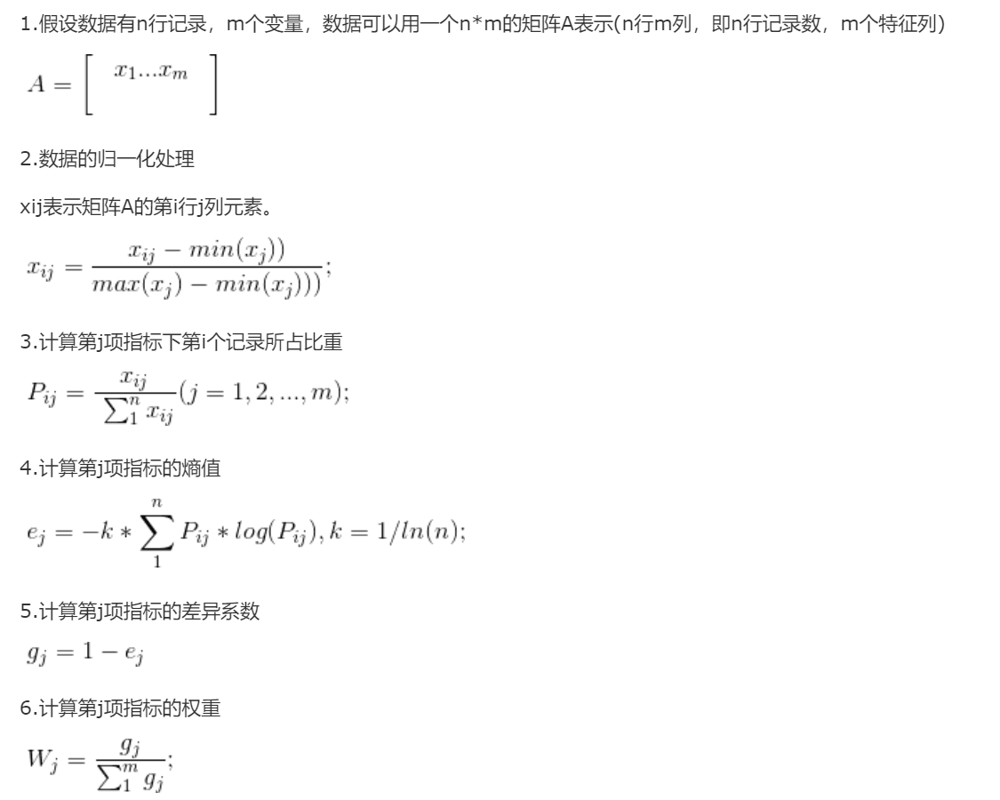 1.假设数据有n行记录，m个变量，数据可以用一个n*m的矩阵A表示(n行m列，即n行记录数，m个特征列)
A = [ x_1...x_m ]
2.数据的归一化处理
xij表示矩阵A的第i行j列元素。
x_{ij} = \frac{x_{ij} - min(x_j))}{max(x_j) - min(x_j)))};
3.计算第j项指标下第i个记录所占比重
P_{ij} = \frac{x_{ij}}{\sum_1^n x_{ij}}(j = 1, 2, ..., m);
4.计算第j项指标的熵值
e_j = -k * \sum_1^n P_{ij} * log(P_{ij}), k = 1/ln(n);
5.计算第j项指标的差异系数
g_j = 1 - e_j
6.计算第j项指标的权重
W_j = \frac{g_j}{\sum_1^m g_j};